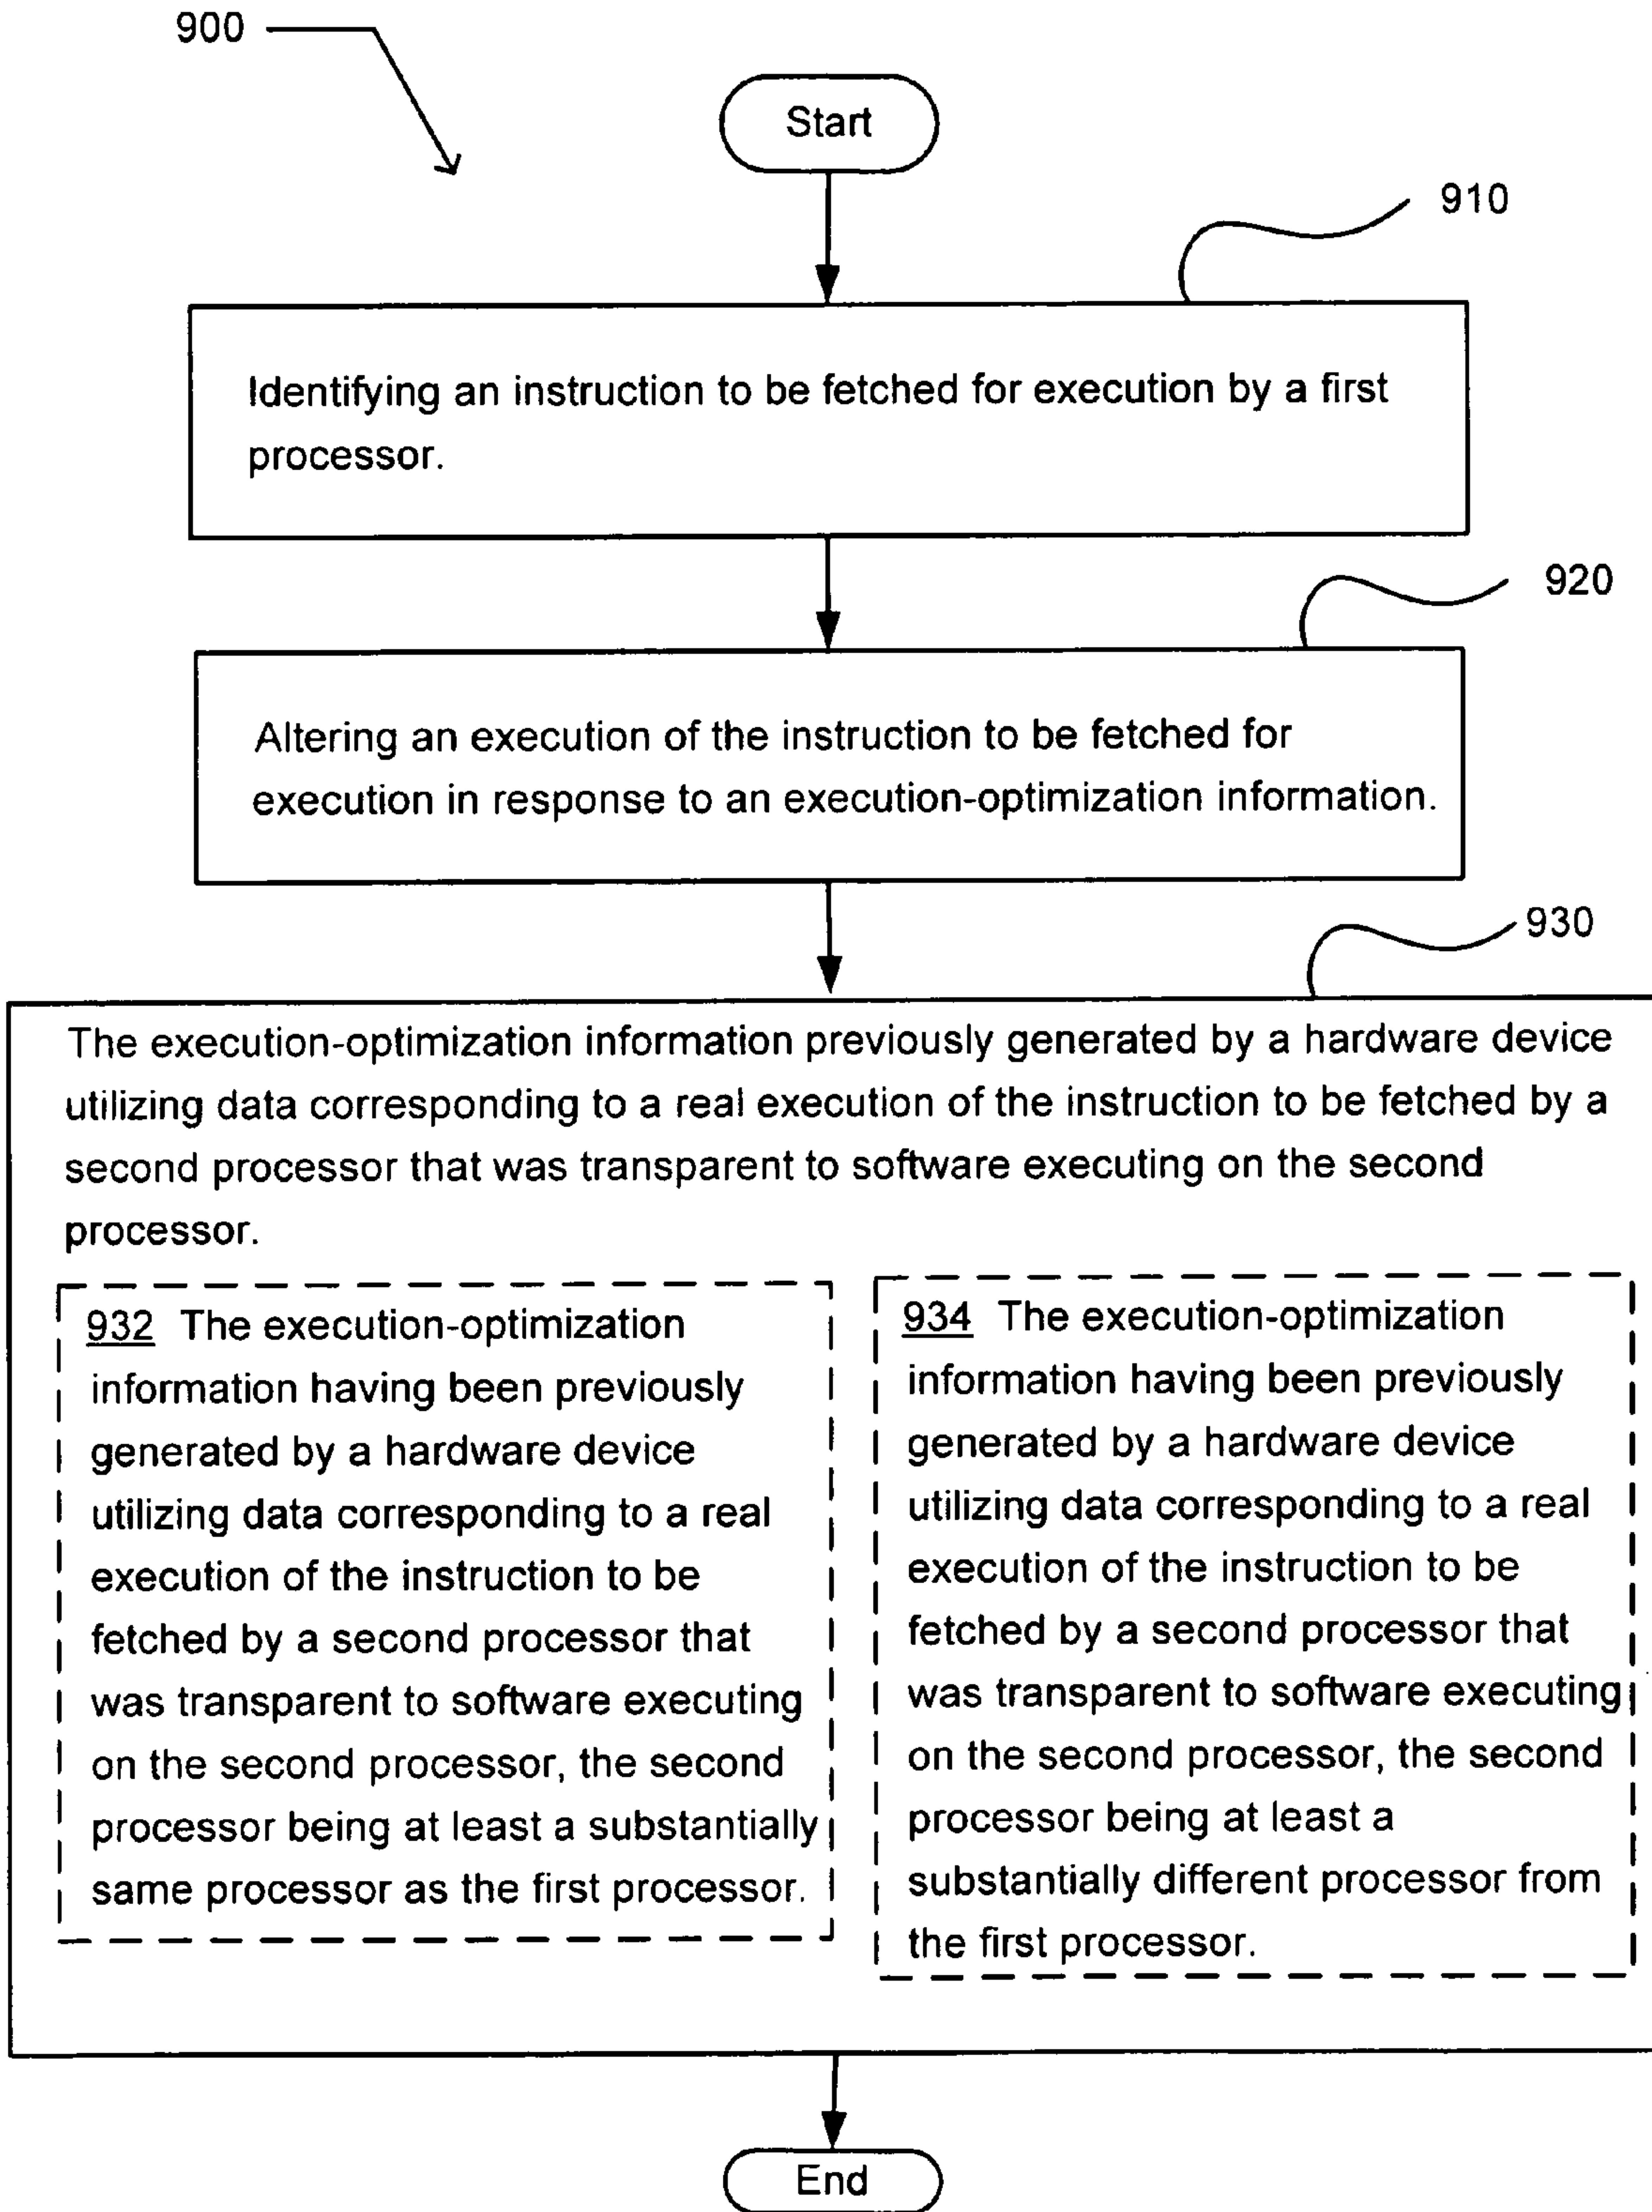 900
Start
910
Identifying an instruction to be fetched for execution by a first
processor.
920
Altering an execution of the instruction to be fetched for
execution in response to an execution-optimization information.
930
The execution-optimization information previously generated by a hardware device
utilizing data corresponding to a real execution of the instruction to be fetched by a
second processor that was transparent to software executing on the second
processor.
932 The execution-optimization
information having been previously
generated by a hardware device
utilizing data corresponding to a real
execution of the instruction to be
fetched by a second processor that
was transparent to software executing
on the second processor, the second
processor being at least a substantially
same processor as the first processor.
934 The execution-optimization
information having been previously
generated by a hardware device
utilizing data corresponding to a real
execution of the instruction to be
fetched by a second processor that
was transparent to software executing
on the second processor, the second
processor being at least a
substantially different processor from
the first processor.
End